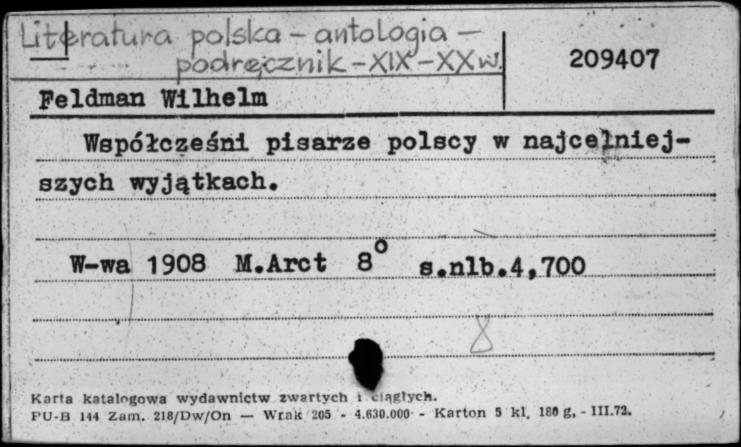 Literatura polska – antologia –
podręcznik – XIX – XX w.
209407
Feldman Wilhelm
Współcześni pisarze polscy w najcelniej-
szych wyjątkach.
W-wa 1908 M.Arct 8° s.nlb.4,700
8
Karta katalogowa wydawnictw zwartych i ciągłych.
PU-B 144 Zam. 218/Dw/On — Wrak 205 - 4.630.000 - Karton 5 kl. 180 g. - III.72.